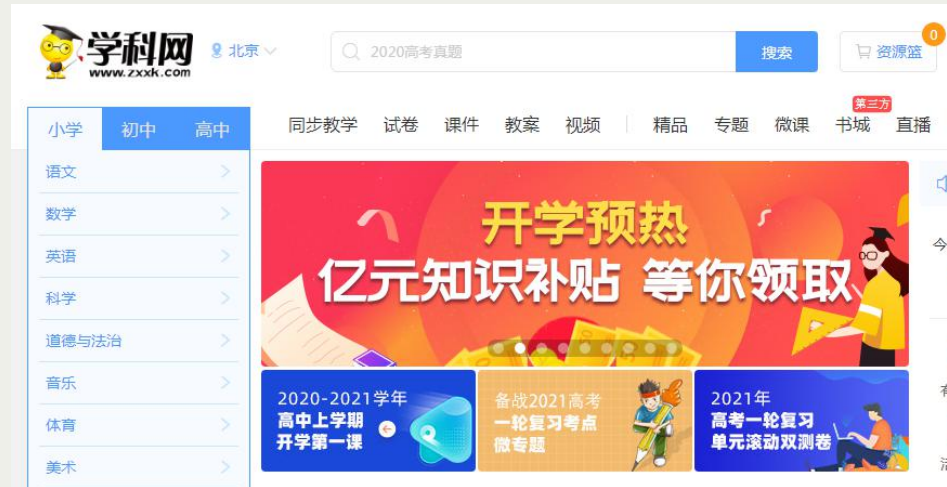 学科网
www.zxxk.com
北京
2020高考真题
搜索
资源篮
0
小学 初中 高中
同步教学 试卷 课件 教案 视频 精品 专题 微课 书城 直播
第三方
语文
数学
英语
科学
道德与法治
音乐
体育
美术
开学预热
亿元知识补贴 等你领取
2020-2021学年
高中上学期
开学第一课
备战2021高考
一轮复习考点
微专题
2021年
高考一轮复习
单元滚动双测卷
今